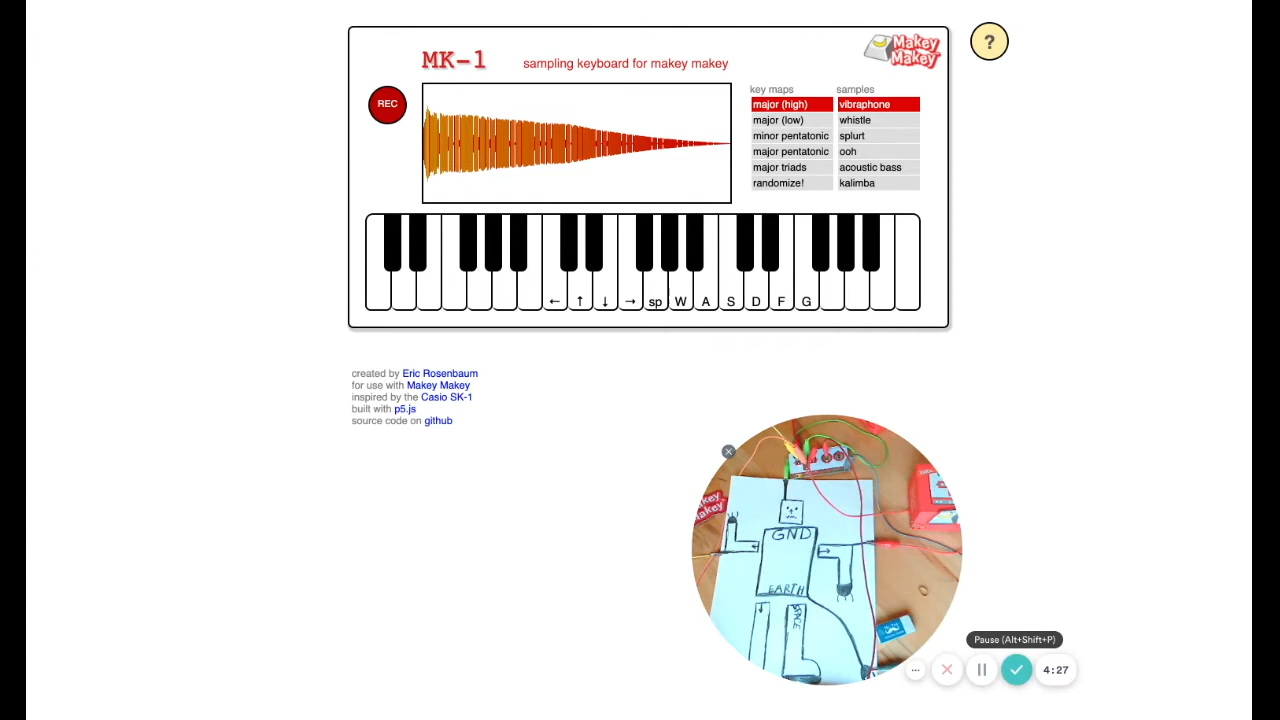 MK-1
sampling keyboard for makey makey
Makey
Makey
?
REC
key maps
samples
major (high)
vibraphone
major (low)
whistle
minor pentatonic
splurt
major pentatonic
ooh
major triads
acoustic bass
randomize!
kalimba
← ↑ ↓ → sp W A S D F G
created by Eric Rosenbaum
for use with Makey Makey
inspired by the Casio SK-1
built with p5.js
source code on github
Makey
GND
EARTH
SPACE
Pause (Alt+Shift+P)
4:27